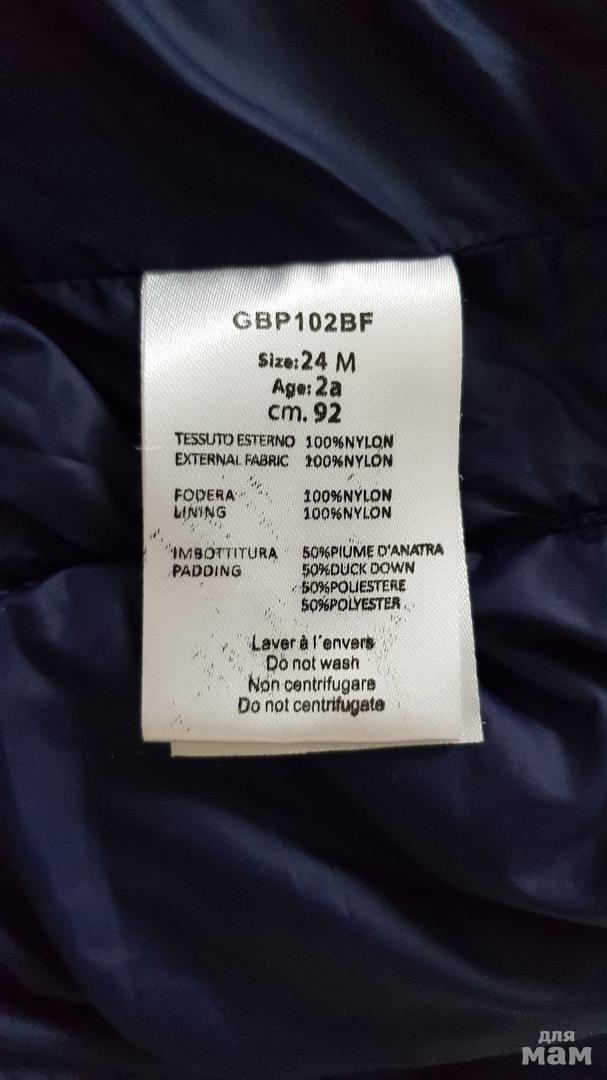 GBP102BF
Size:24 M
Age:2a
cm. 92
TESSUTO ESTERNO 100%NYLON
EXTERNAL FABRIC 100%NYLON
FODERA 100%NYLON
LINING 100%NYLON
IMBOTTITURA 50%PIUME D'ANATRA
PADDING 50%DUCK DOWN
50%POLIESTERE
50%POLYESTER
Laver à l'envers
Do not wash
Non centrifugare
Do not centrifugate
для
мам